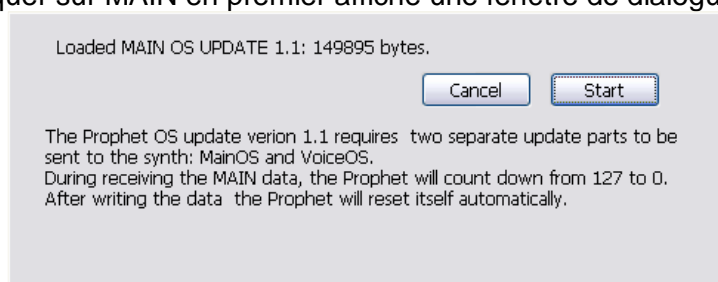 quer sur MAIN en premier affiche une fenêtre de dialogu
Loaded MAIN OS UPDATE 1.1: 149895 bytes.
Cancel Start
The Prophet OS update verion 1.1 requires two separate update parts to be
sent to the synth: MainOS and VoiceOS.
During receiving the MAIN data, the Prophet will count down from 127 to 0.
After writing the data the Prophet will reset itself automatically.